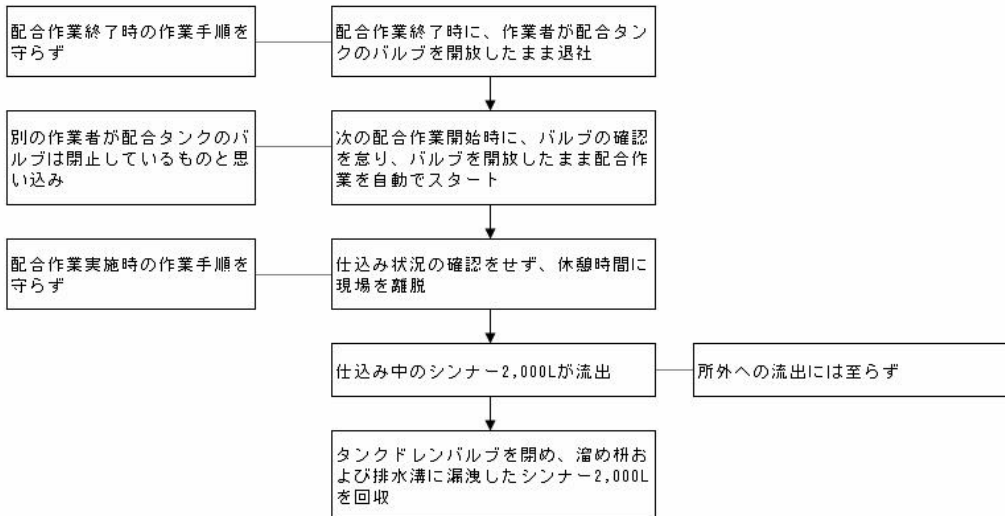 配合作業終了時の作業手順を
守らず
配合作業終了時に、作業者が配合タン
クのバルブを開放したまま退社
別の作業者が配合タンクのバ
ルブは閉止しているものと思
い込み
次の配合作業開始時に、バルブの確認
を怠り、バルブを開放したまま配合作
業を自動でスタート
配合作業実施時の作業手順を
守らず
仕込み状況の確認をせず、休憩時間に
現場を離脱
仕込み中のシンナー2,000Lが流出
所外への流出には至らず
タンクドレンバルブを閉め、溜め枡お
よび排水溝に漏洩したシンナー2,000L
を回収